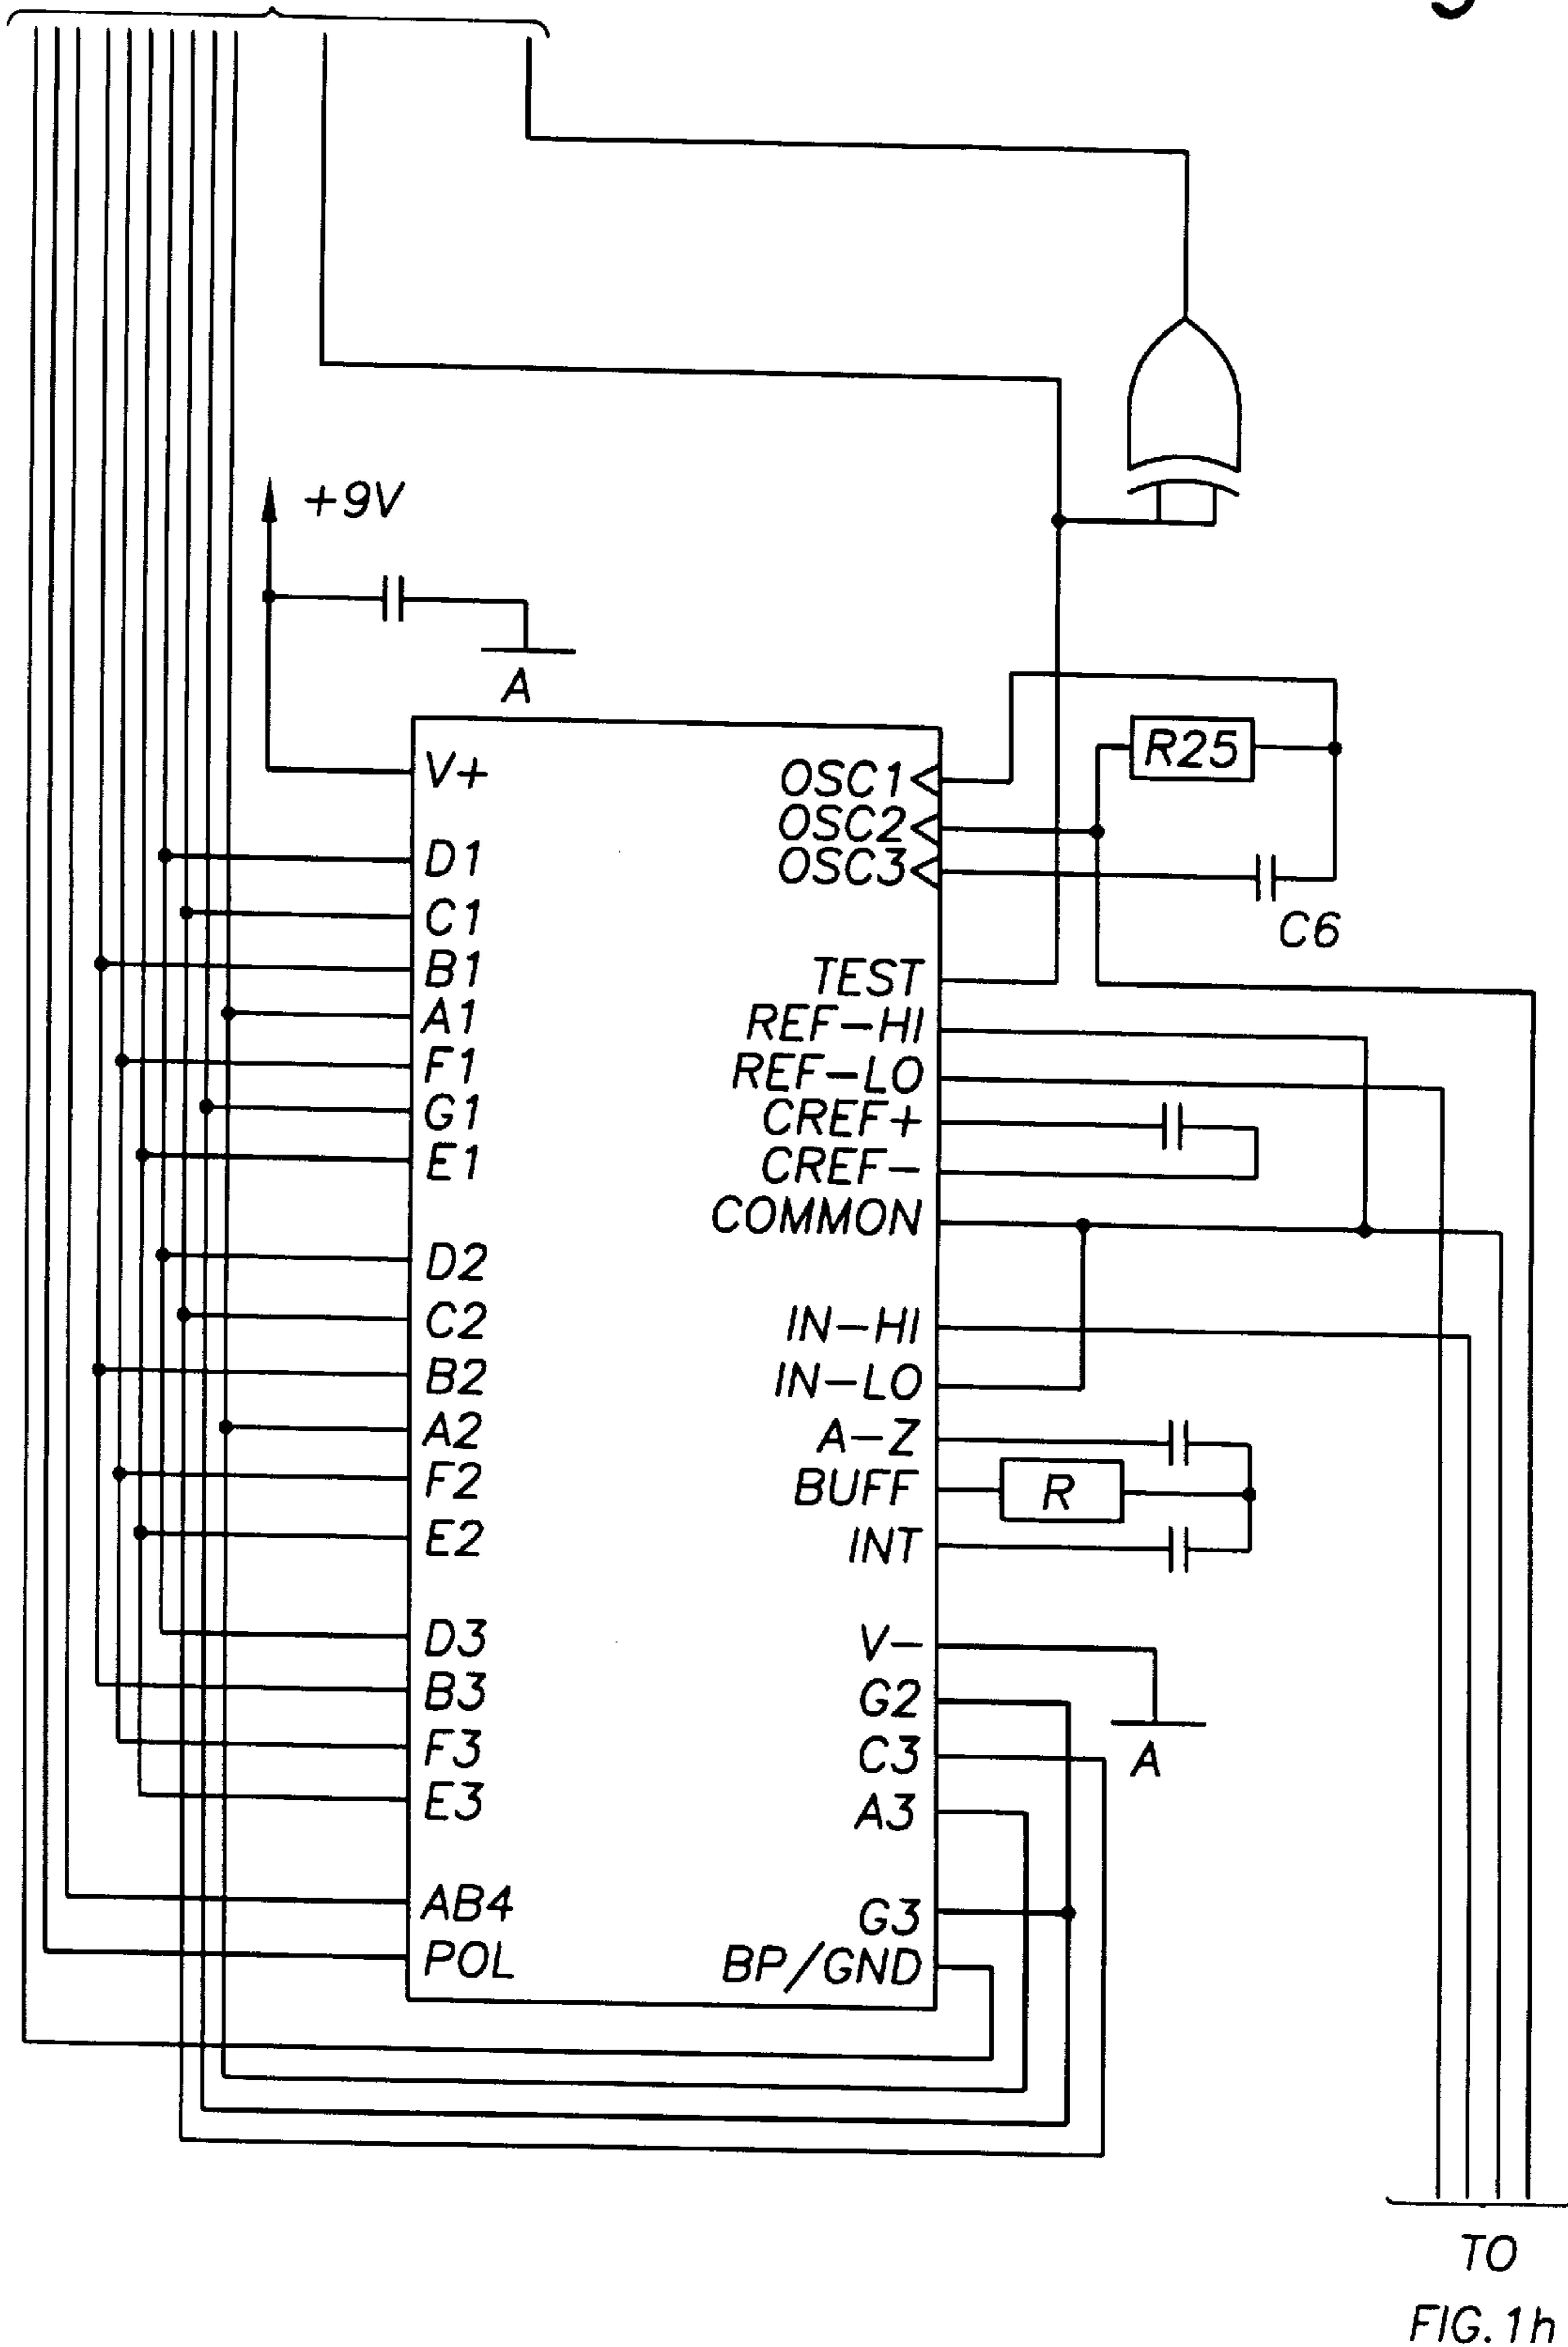 +9V
A
V+
D1
C1
B1
A1
F1
G1
E1
D2
C2
B2
A2
F2
E2
D3
B3
F3
E3
AB4
POL
OSC1
OSC2
OSC3
TEST
REF-HI
REF-LO
CREF+
CREF-
COMMON
IN-HI
IN-LO
A-Z
BUFF
INT
V-
G2
C3
A3
G3
BP/GND
R25
C6
R
A
TO
FIG.1h